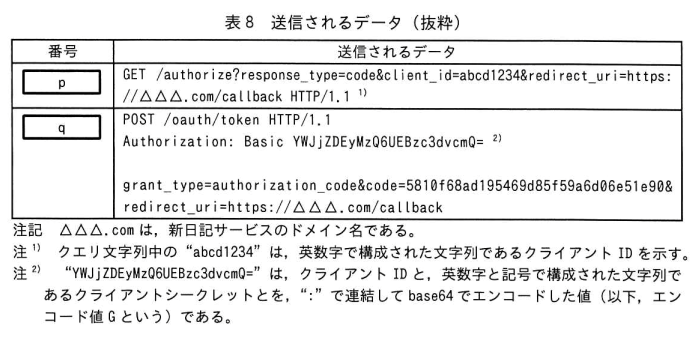 表8 送信されるデータ（抜粋）
番号 送信されるデータ
p GET /authorize?response_type=code&client_id=abcd1234&redirect_uri=https:
//△△△.com/callback HTTP/1.1 1)
q POST /oauth/token HTTP/1.1
Authorization: Basic YWJjZDEyMzQ6UEBzc3dvcmQ= 2)
grant_type=authorization_code&code=5810f68ad195469d85f59a6d06e51e90&
redirect_uri=https://△△△.com/callback
注記 △△△.com は，新日記サービスのドメイン名である。
注 1) クエリ文字列中の“abcd1234”は，英数字で構成された文字列であるクライアント ID を示す。
注 2) “YWJjZDEyMzQ6UEBzc3dvcmQ=”は，クライアント ID と，英数字と記号で構成された文字列で
あるクライアントシークレットとを，“:”で連結して base64 でエンコードした値（以下，エン
コード値 G という）である。